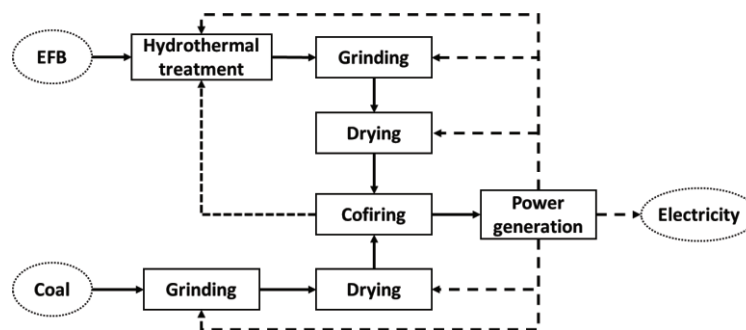 EFB
Hydrothermal
treatment
Grinding
Drying
Cofiring
Power
generation
Electricity
Coal
Grinding
Drying